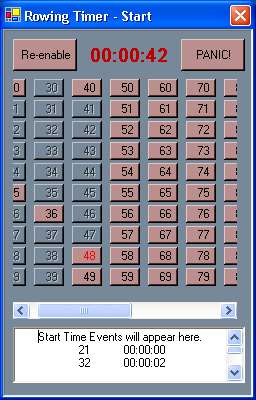 Rowing Timer - Start
Re-enable 00:00:42 PANIC!
0 30 40 50 60 70
1 31 41 51 61 71
2 32 42 52 62 72
3 33 43 53 63 73
4 34 44 54 64 74
5 35 45 55 65 75
6 36 46 56 66 76
7 37 47 57 67 77
8 38 48 58 68 78
9 39 49 59 69 79
Start Time Events will appear here.
21 00:00:00
32 00:00:02